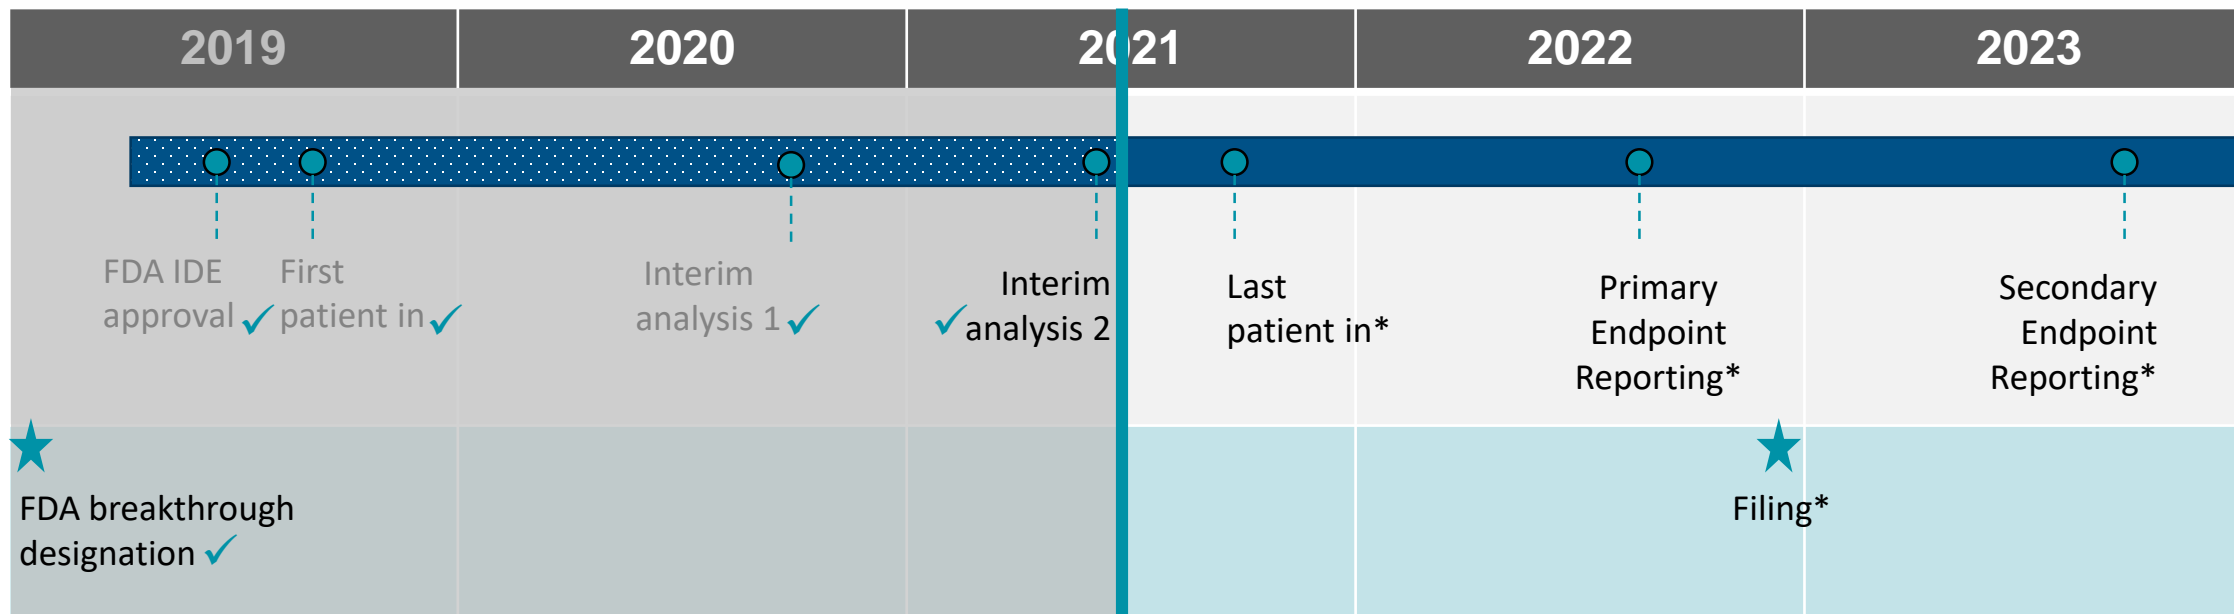 2019
2020
2021
2022
2023
FDA IDE
approval ✓
First
patient in ✓
Interim
analysis 1 ✓
Interim
✓ analysis 2
Last
patient in*
Primary
Endpoint
Reporting*
Secondary
Endpoint
Reporting*
FDA breakthrough
designation ✓
Filing*